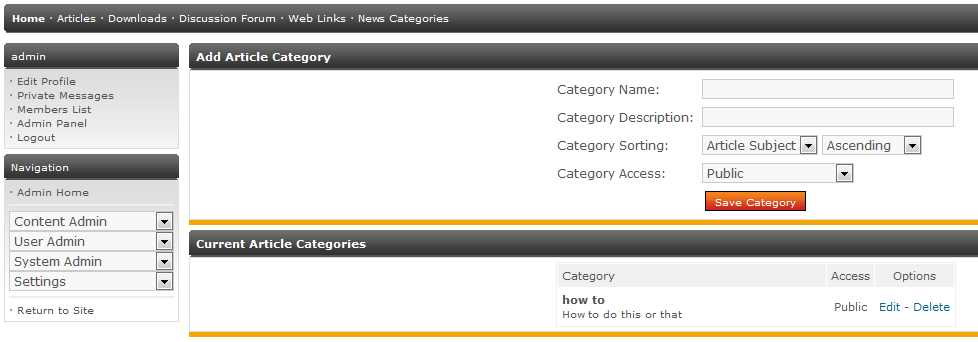 Home · Articles · Downloads · Discussion Forum · Web Links · News Categories
admin
· Edit Profile
· Private Messages
· Members List
· Admin Panel
· Logout
Navigation
· Admin Home
Content Admin
User Admin
System Admin
Settings
· Return to Site
Add Article Category
Category Name:
Category Description:
Category Sorting: Article Subject Ascending
Category Access: Public
Save Category
Current Article Categories
Category Access Options
how to
How to do this or that
Public Edit - Delete